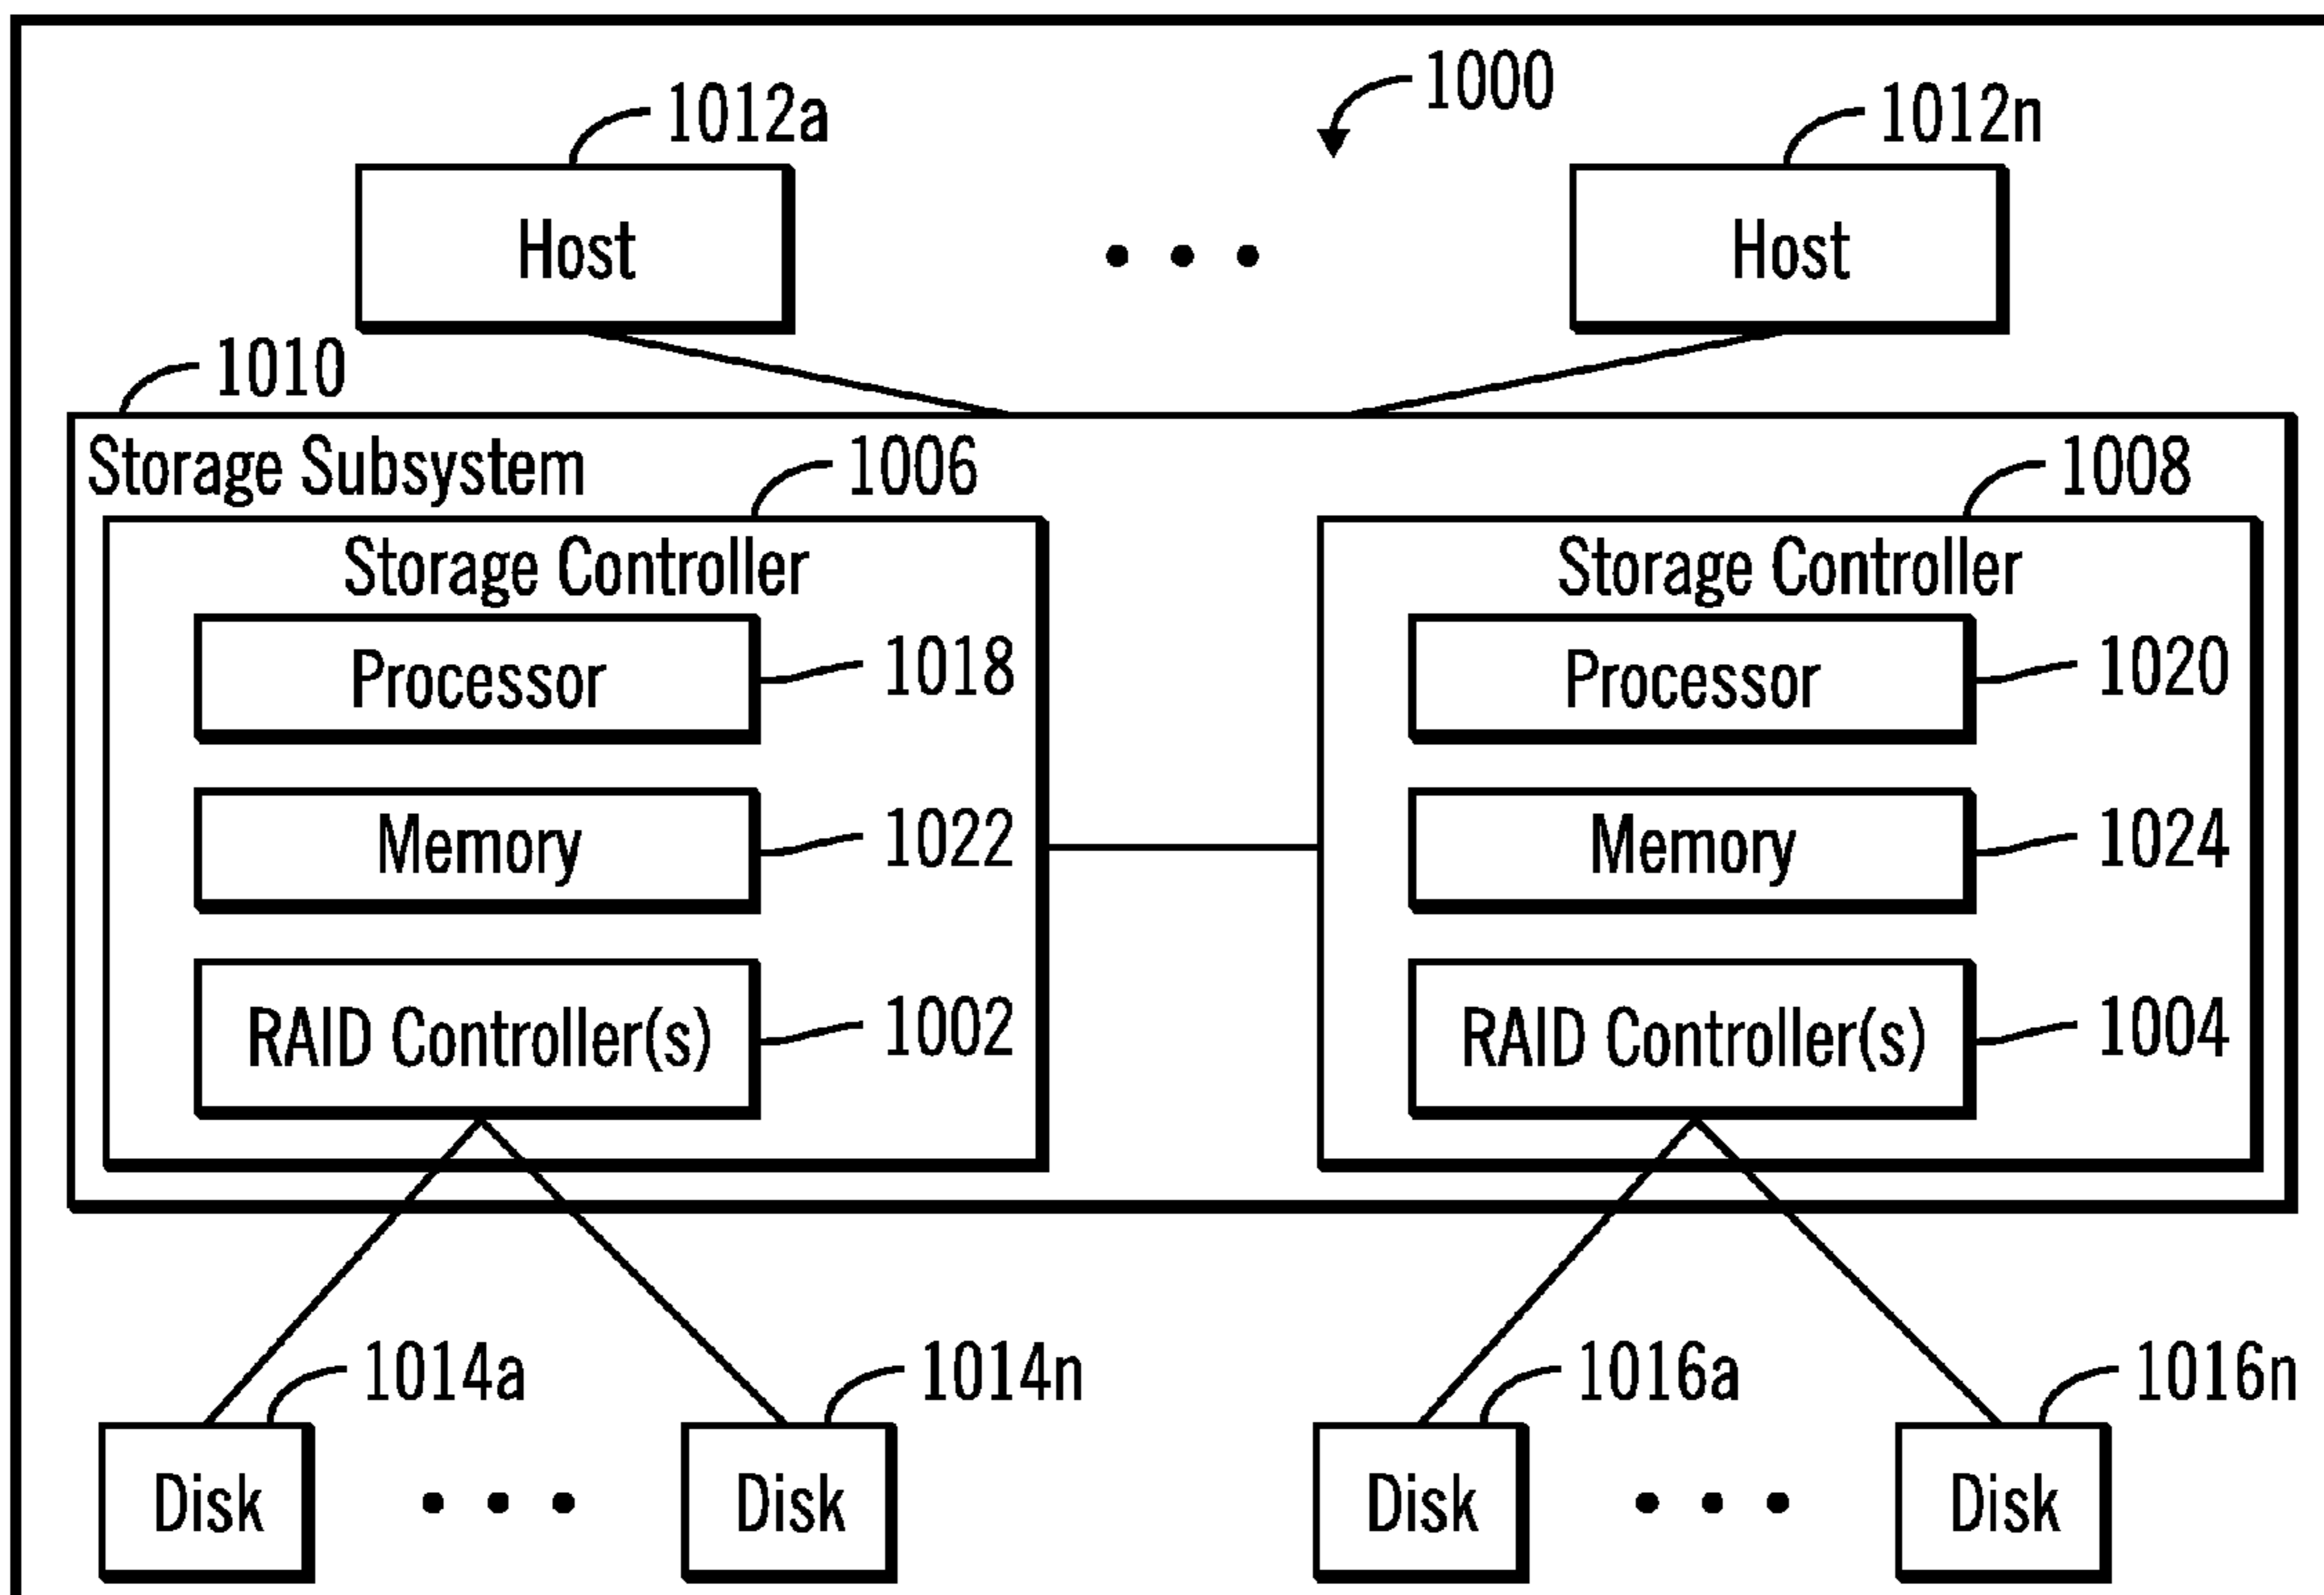 1000
1012a
1012n
Host
Host
1010
Storage Subsystem
1006
1008
Storage Controller
Storage Controller
Processor
1018
Processor
1020
Memory
1022
Memory
1024
RAID Controller(s)
1002
RAID Controller(s)
1004
1014a
1014n
1016a
1016n
Disk
Disk
Disk
Disk